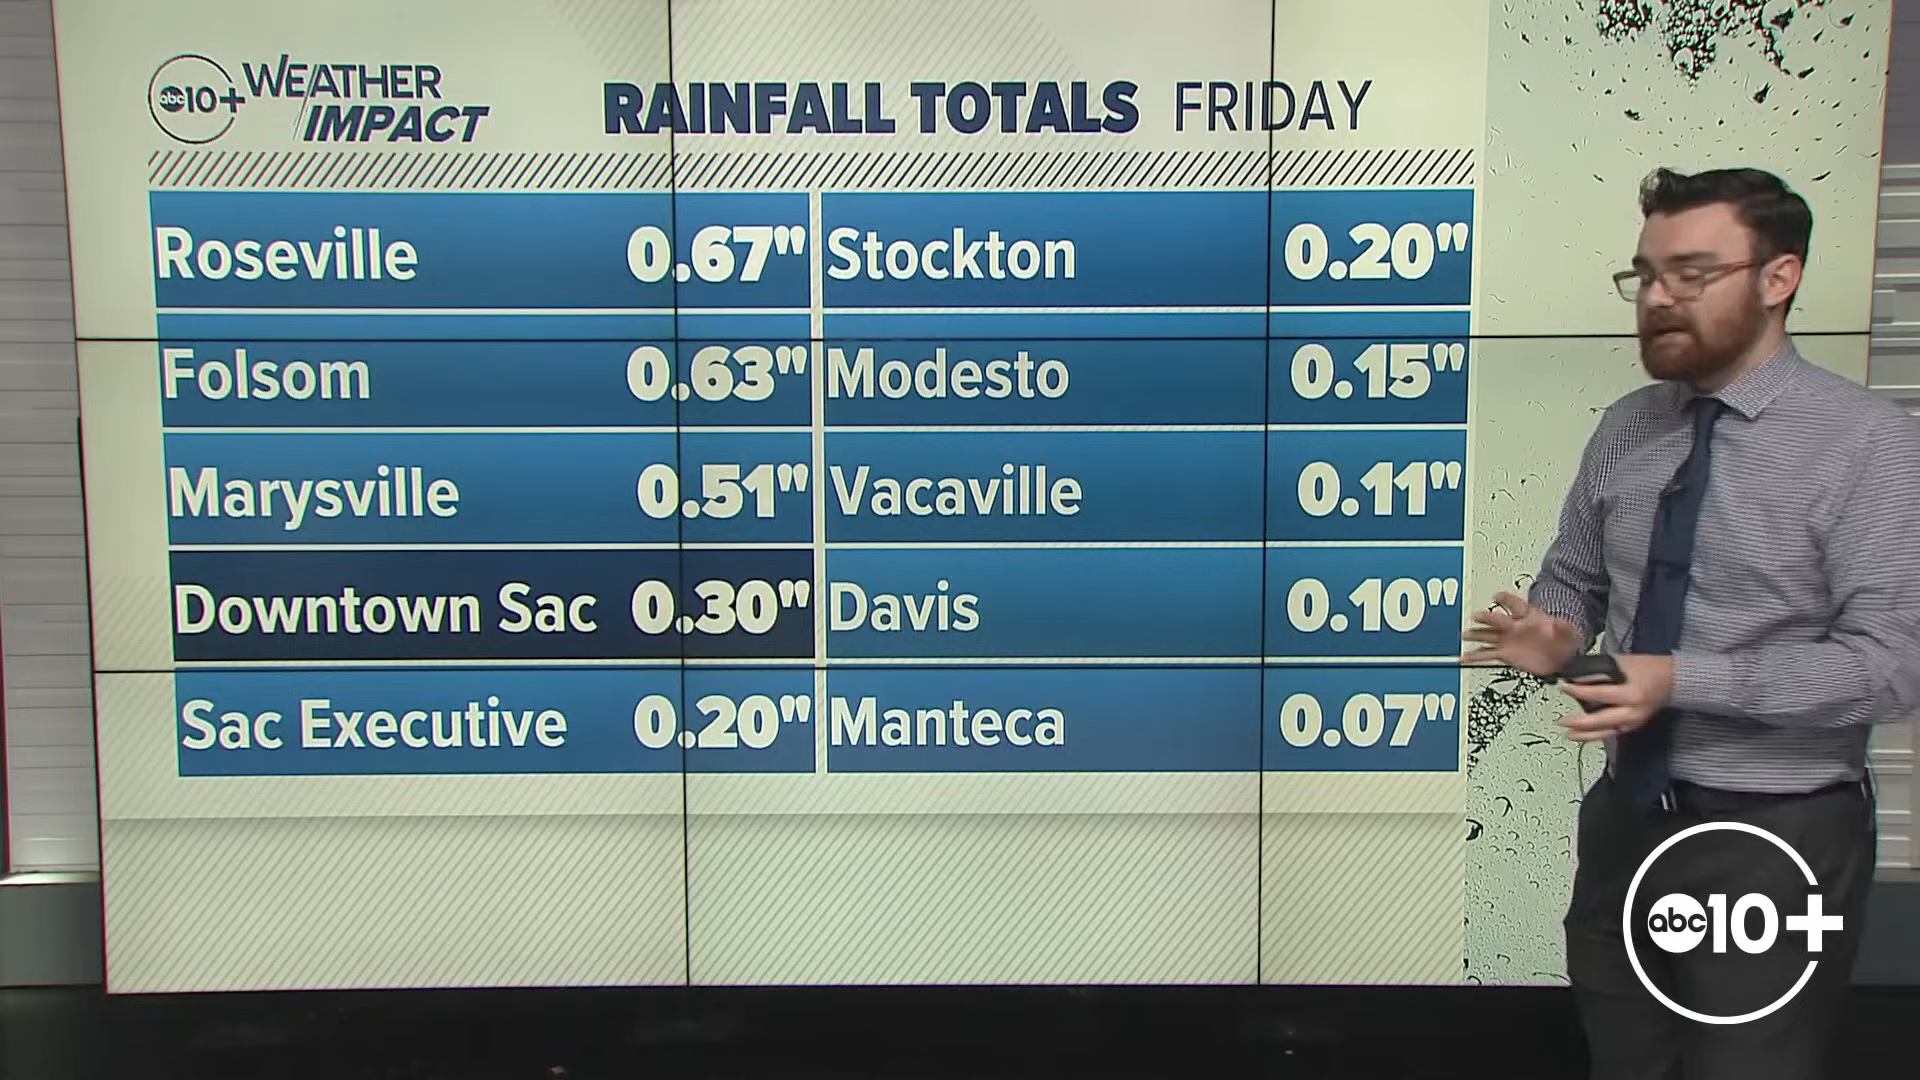 abc10+ WEATHER IMPACT
RAINFALL TOTALS FRIDAY
Roseville 0.67"
Folsom 0.63"
Marysville 0.51"
Downtown Sac 0.30"
Sac Executive 0.20"
Stockton 0.20"
Modesto 0.15"
Vacaville 0.11"
Davis 0.10"
Manteca 0.07"
abc10+